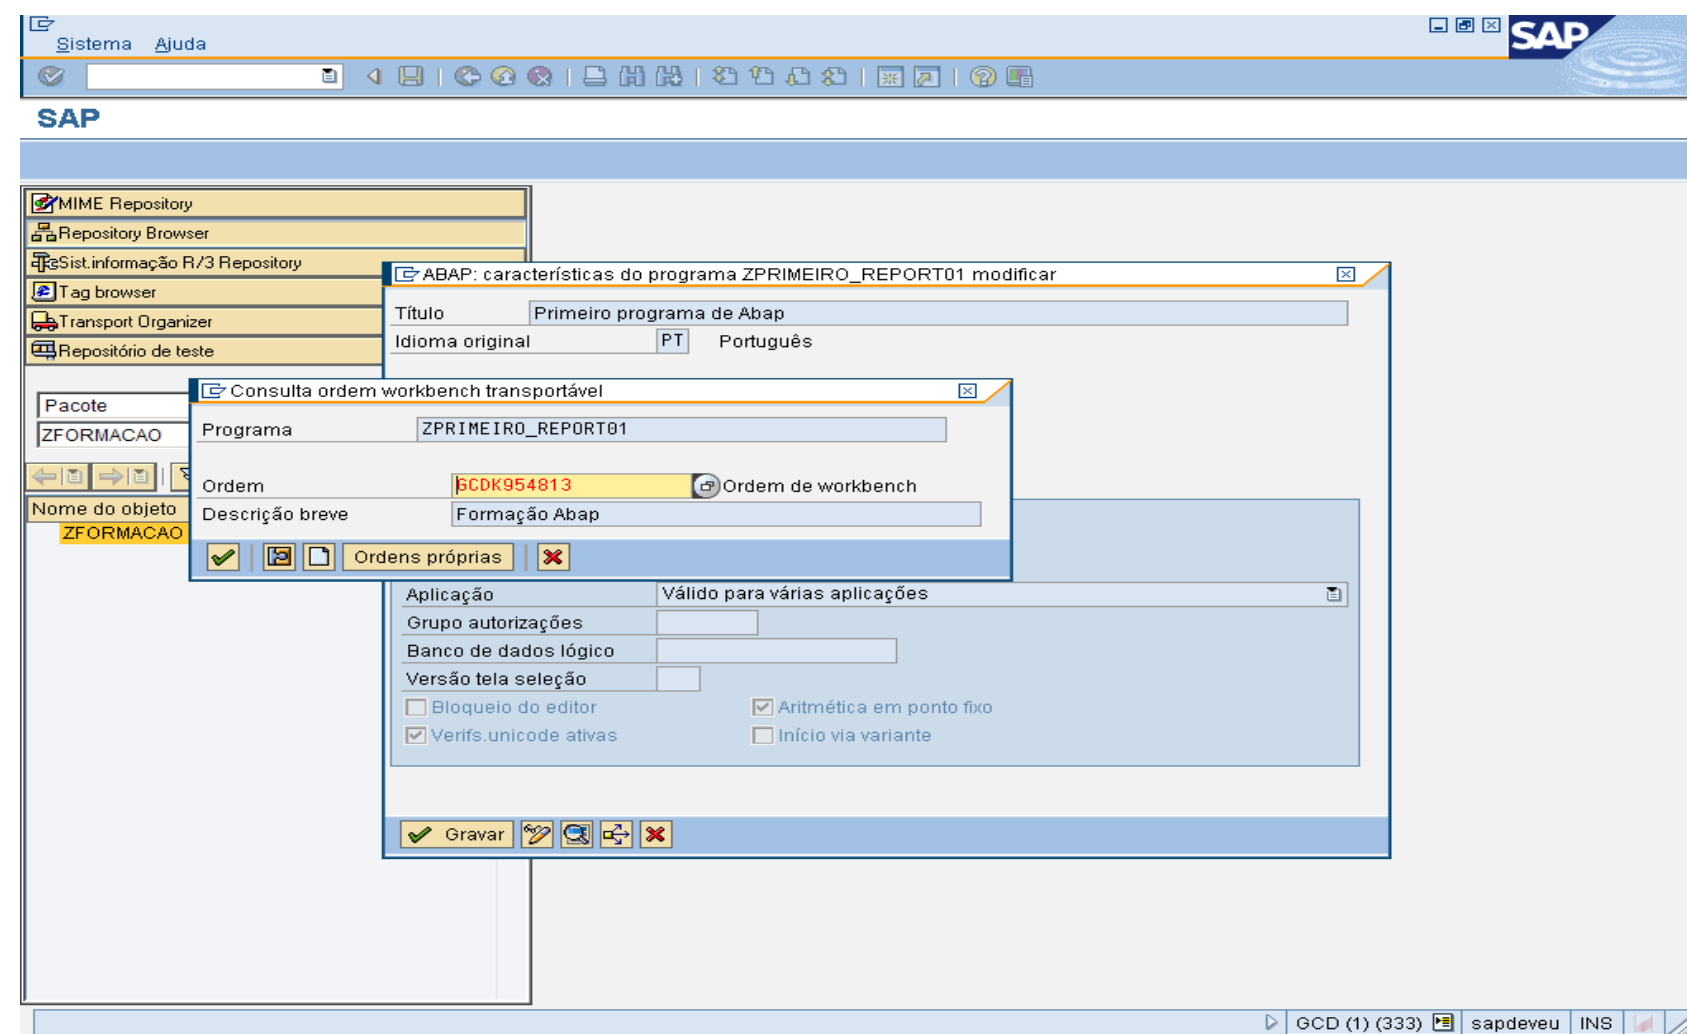 Sistema Ajuda
SAP
SAP
MIME Repository
Repository Browser
Sist.informação R/3 Repository
Tag browser
Transport Organizer
Repositório de teste
Pacote
ZFORMACAO
Nome do objeto
ZFORMACAO
ABAP: características do programa ZPRIMEIRO_REPORT01 modificar
Título Primeiro programa de Abap
Idioma original PT Português
Consulta ordem workbench transportável
Programa ZPRIMEIRO_REPORT01
Ordem GCDK954813 Ordem de workbench
Descrição breve Formação Abap
Ordens próprias
Aplicação Válido para várias aplicações
Grupo autorizações
Banco de dados lógico
Versão tela seleção
Bloqueio do editor Aritmética em ponto fixo
Verifs.unicode ativas Início via variante
Gravar
GCD (1) (333) sapdeveu INS